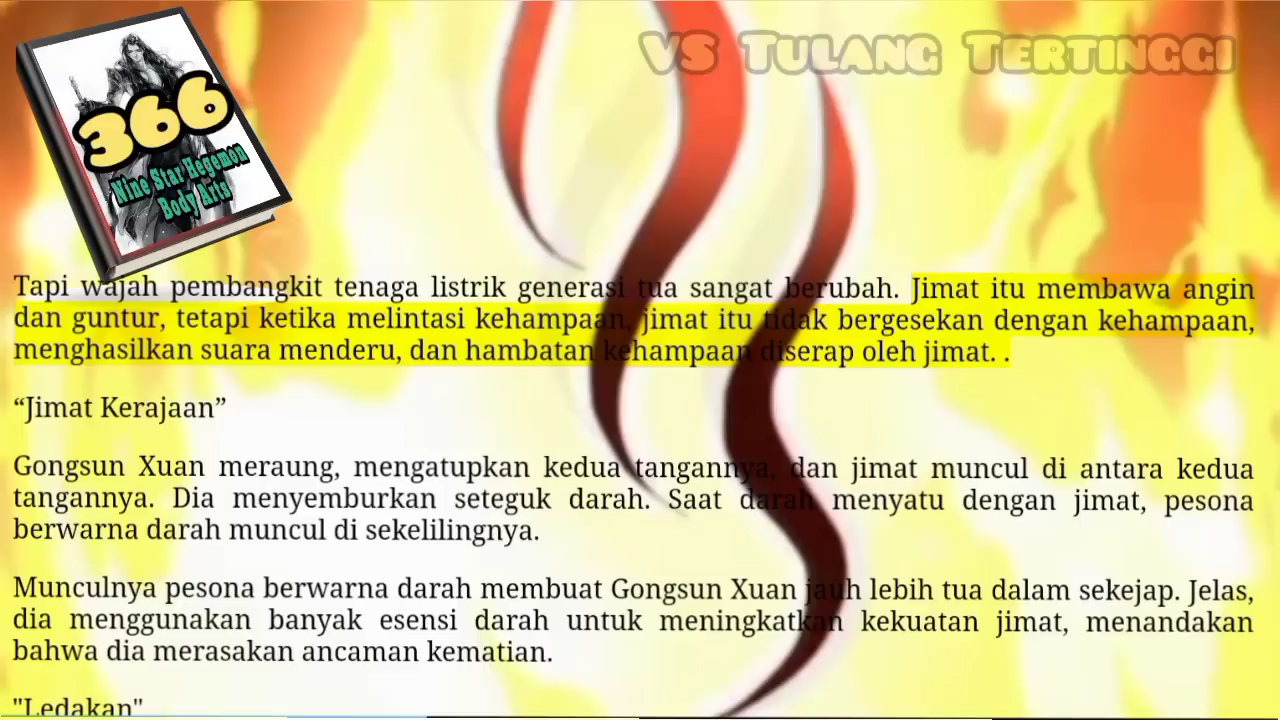 VS TULANG TERTINGGI
366
Nine Star Hegemon
Body Arts
Tapi wajah pembangkit tenaga listrik generasi tua sangat berubah. Jimat itu membawa angin
dan guntur, tetapi ketika melintasi kehampaan, jimat itu tidak bergesekan dengan kehampaan,
menghasilkan suara menderu, dan hambatan kehampaan diserap oleh jimat. .
“Jimat Kerajaan”
Gongsun Xuan meraung, mengatupkan kedua tangannya, dan jimat muncul di antara kedua
tangannya. Dia menyemburkan seteguk darah. Saat darah menyatu dengan jimat, pesona
berwarna darah muncul di sekelilingnya.
Munculnya pesona berwarna darah membuat Gongsun Xuan jauh lebih tua dalam sekejap. Jelas,
dia menggunakan banyak esensi darah untuk meningkatkan kekuatan jimat, menandakan
bahwa dia merasakan ancaman kematian.
"Ledakan"